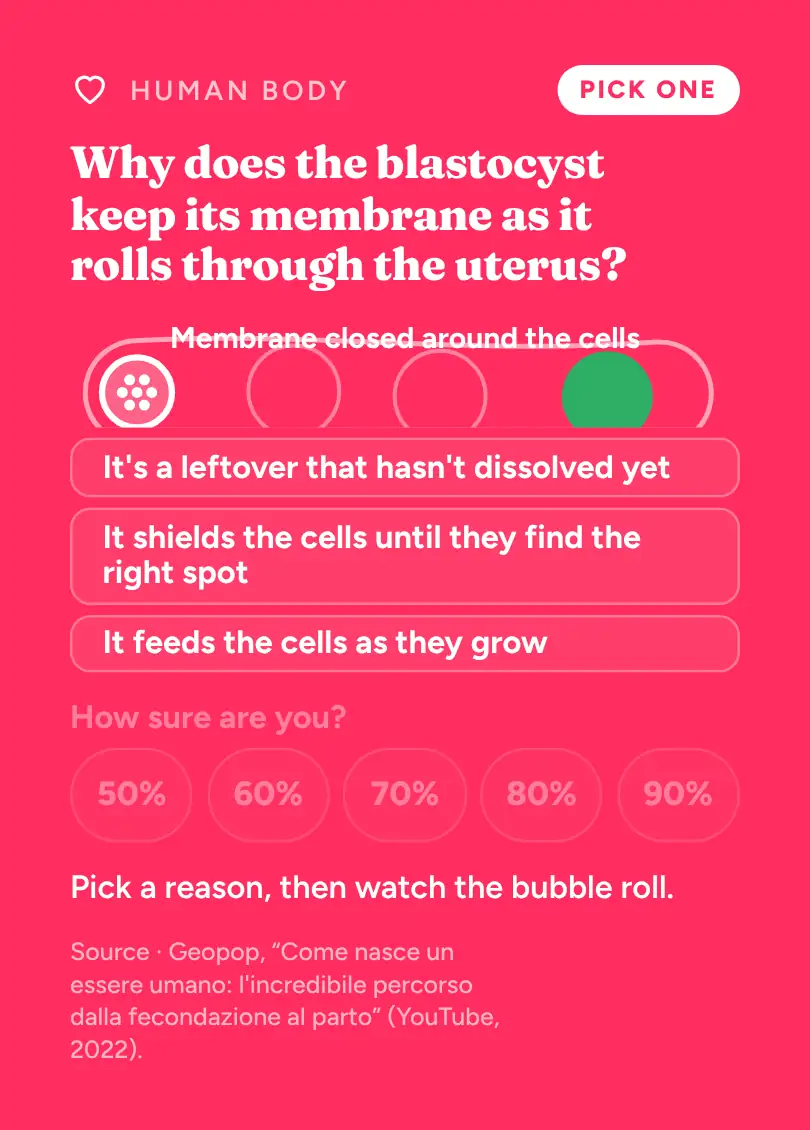 HUMAN BODY
PICK ONE
Why does the blastocyst
keep its membrane as it
rolls through the uterus?
Membrane closed around the cells
It's a leftover that hasn't dissolved yet
It shields the cells until they find the
right spot
It feeds the cells as they grow
How sure are you?
50% 60% 70% 80% 90%
Pick a reason, then watch the bubble roll.
Source · Geopop, “Come nasce un
essere umano: l'incredibile percorso
dalla fecondazione al parto” (YouTube,
2022).